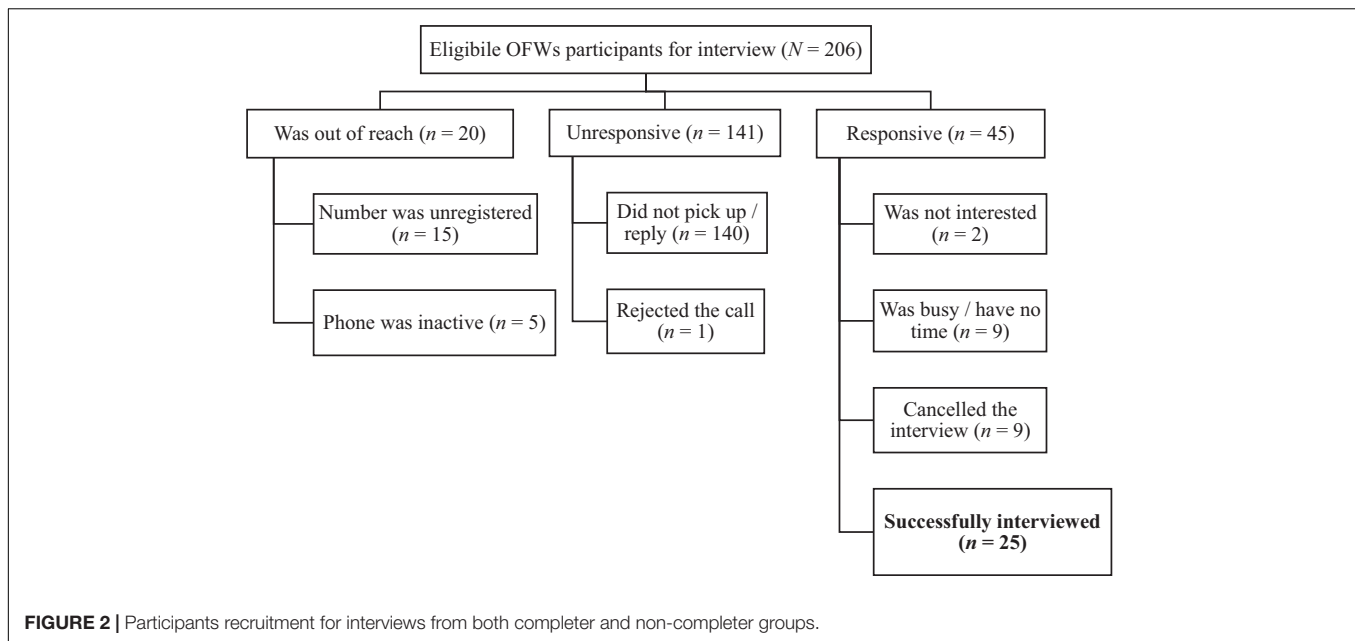 Eligibile OFWs participants for interview (N = 206)
Was out of reach (n = 20)
Unresponsive (n = 141)
Responsive (n = 45)
Number was unregistered
(n = 15)
Phone was inactive (n = 5)
Did not pick up /
reply (n = 140)
Rejected the call
(n = 1)
Was not interested
(n = 2)
Was busy / have no
time (n = 9)
Cancelled the
interview (n = 9)
Successfully interviewed
(n = 25)
FIGURE 2 | Participants recruitment for interviews from both completer and non-completer groups.